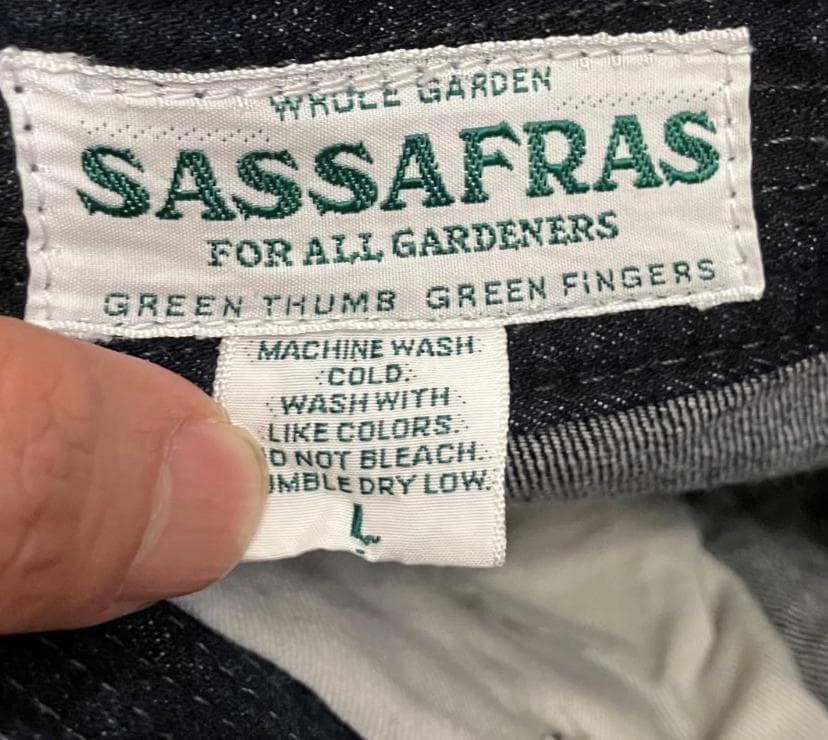 WHOLE GARDEN
SASSAFRAS
FOR ALL GARDENERS
GREEN THUMB GREEN FINGERS
MACHINE WASH
COLD.
WASH WITH
LIKE COLORS.
O NOT BLEACH.
UMBLE DRY LOW.
L